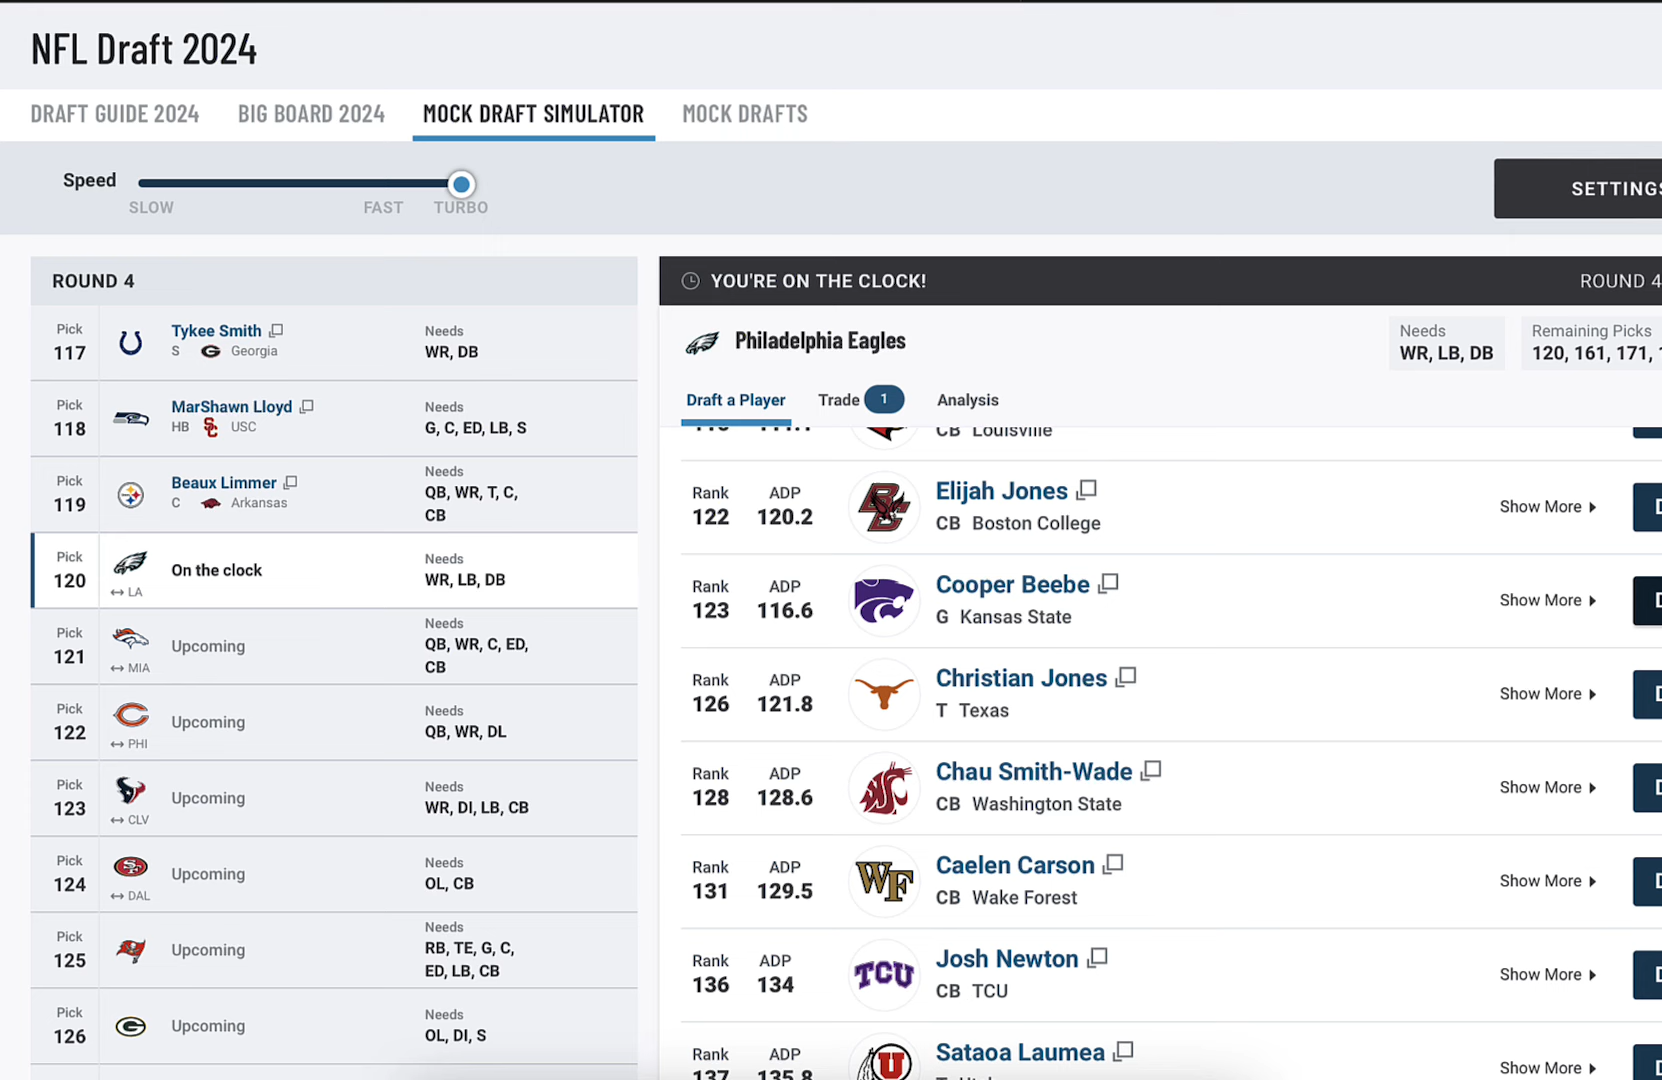 NFL Draft 2024
DRAFT GUIDE 2024 BIG BOARD 2024 MOCK DRAFT SIMULATOR MOCK DRAFTS
Speed
SLOW FAST TURBO
SETTINGS
ROUND 4
Pick 117
Tykee Smith
S G Georgia
Needs
WR, DB
Pick 118
MarShawn Lloyd
HB SC USC
Needs
G, C, ED, LB, S
Pick 119
Beaux Limmer
C Arkansas
Needs
QB, WR, T, C,
CB
Pick 120
↔ LA
On the clock
Needs
WR, LB, DB
Pick 121
↔ MIA
Upcoming
Needs
QB, WR, C, ED,
CB
Pick 122
↔ PHI
Upcoming
Needs
QB, WR, DL
Pick 123
↔ CLV
Upcoming
Needs
WR, DI, LB, CB
Pick 124
↔ DAL
Upcoming
Needs
OL, CB
Pick 125
Upcoming
Needs
RB, TE, G, C,
ED, LB, CB
Pick 126
Upcoming
Needs
OL, DI, S
YOU'RE ON THE CLOCK! ROUND 4
Philadelphia Eagles
Needs
WR, LB, DB
Remaining Picks
120, 161, 171,
Draft a Player Trade 1 Analysis
CB Louisville
Rank 122 ADP 120.2
Elijah Jones
CB Boston College
Show More
Rank 123 ADP 116.6
Cooper Beebe
G Kansas State
Show More
Rank 126 ADP 121.8
Christian Jones
T Texas
Show More
Rank 128 ADP 128.6
Chau Smith-Wade
CB Washington State
Show More
Rank 131 ADP 129.5
WF
Caelen Carson
CB Wake Forest
Show More
Rank 136 ADP 134
TCU
Josh Newton
CB TCU
Show More
Rank 137 ADP 135.8
U
Sataoa Laumea
Show More